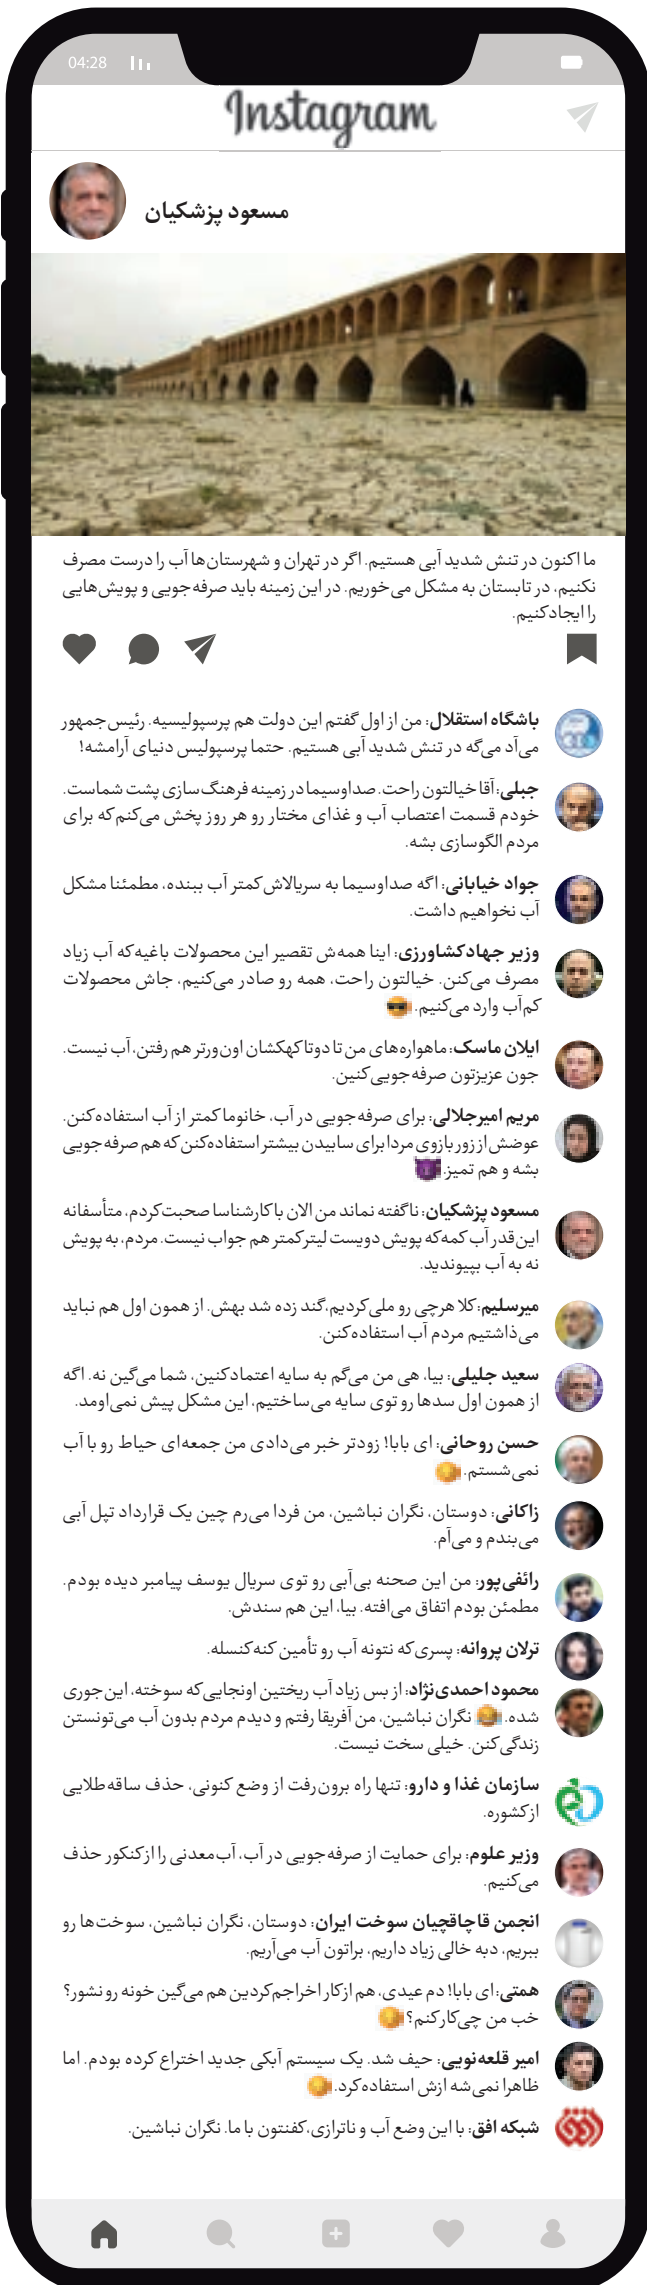 04:28
Instagram
مسعود پزشکیان
ما اکنون در تنش شدید آبی هستیم. اگر در تهران و شهرستان‌ها آب را درست مصرف
نکنیم، در تابستان به مشکل می‌خوریم. در این زمینه باید صرفه‌جویی و پویش‌هایی
را ایجاد کنیم.
باشگاه استقلال: من از اول گفتم این دولت هم پرسپولیسیه. رئیس‌جمهور
می‌آد می‌گه در تنش شدید آبی هستیم. حتما پرسپولیس دنیای آرامشه!
جبلی: آقا خیالتون راحت. صداوسیما در زمینه فرهنگ‌سازی پشت شماست.
خودم قسمت اعتصاب آب و غذای مختار رو هر روز پخش می‌کنم که برای
مردم الگوسازی بشه.
جواد خیابانی: اگه صداوسیما به سریالاش کمتر آب ببنده، مطمئنا مشکل
آب نخواهیم داشت.
وزیر جهادکشاورزی: اینا همه‌ش تقصیر این محصولات باغیه که آب زیاد
مصرف می‌کنن. خیالتون راحت، همه رو صادر می‌کنیم، جاش محصولات
کم‌آب وارد می‌کنیم. 😎
ایلان ماسک: ماهواره‌های من تا دوتا کهکشان اون‌ورتر هم رفتن، آب نیست.
جون عزیزتون صرفه‌جویی کنین.
مریم امیرجلالی: برای صرفه‌جویی در آب، خانوما کمتر از آب استفاده کنن.
عوضش از زور بازوی مردا برای سابیدن بیشتر استفاده کنن که هم صرفه‌جویی
بشه و هم تمیز. 😈
مسعود پزشکیان: ناگفته نماند من الان با کارشناسا صحبت کردم، متأسفانه
این‌قدر آب کمه که پویش دویست لیتر کمتر هم جواب نیست. مردم، به پویش
نه به آب بپیوندید.
میرسلیم: کلا هرچی رو ملی کردیم، گند زده شد بهش. از همون اول هم نباید
می‌ذاشتیم مردم آب استفاده کنن.
سعید جلیلی: بیا، هی من می‌گم به سایه اعتماد کنین، شما می‌گین نه. اگه
از همون اول سدها رو توی سایه می‌ساختیم، این مشکل پیش نمی‌اومد.
حسن روحانی: ای بابا! زودتر خبر می‌دادی من جمعه‌ای حیاط رو با آب
نمی‌شستم.
زاکانی: دوستان، نگران نباشین، من فردا می‌رم چین یک قرارداد تپل آبی
می‌بندم و می‌آم.
رائفی‌پور: من این صحنه بی‌آبی رو توی سریال یوسف پیامبر دیده بودم.
مطمئن بودم اتفاق می‌افته. بیا، این هم سندش.
ترلان پروانه: پسری که نتونه آب رو تأمین کنه کنسله.
محمود احمدی‌نژاد: از بس زیاد آب ریختین اونجایی که سوخته، این‌جوری
شده. 😂 نگران نباشین، من آفریقا رفتم و دیدم مردم بدون آب می‌تونستن
زندگی کنن. خیلی سخت نیست.
سازمان غذا و دارو: تنها راه برون‌رفت از وضع کنونی، حذف ساقه‌طلایی
از کشوره.
وزیر علوم: برای حمایت از صرفه‌جویی در آب، آب‌معدنی را از کنکور حذف
می‌کنیم.
انجمن قاچاقچیان سوخت ایران: دوستان، نگران نباشین، سوخت‌ها رو
ببریم، دبه خالی زیاد داریم، براتون آب می‌آریم.
همتی: ای بابا! دم عیدی، هم از کار اخراجم کردین هم می‌گین خونه رو نشور؟
خب من چی‌کار کنم؟
امیر قلعه‌نویی: حیف شد. یک سیستم آبکی جدید اختراع کرده بودم. اما
ظاهرا نمی‌شه ازش استفاده کرد.
شبکه افق: با این وضع آب و ناترازی، کفنتون با ما. نگران نباشین.